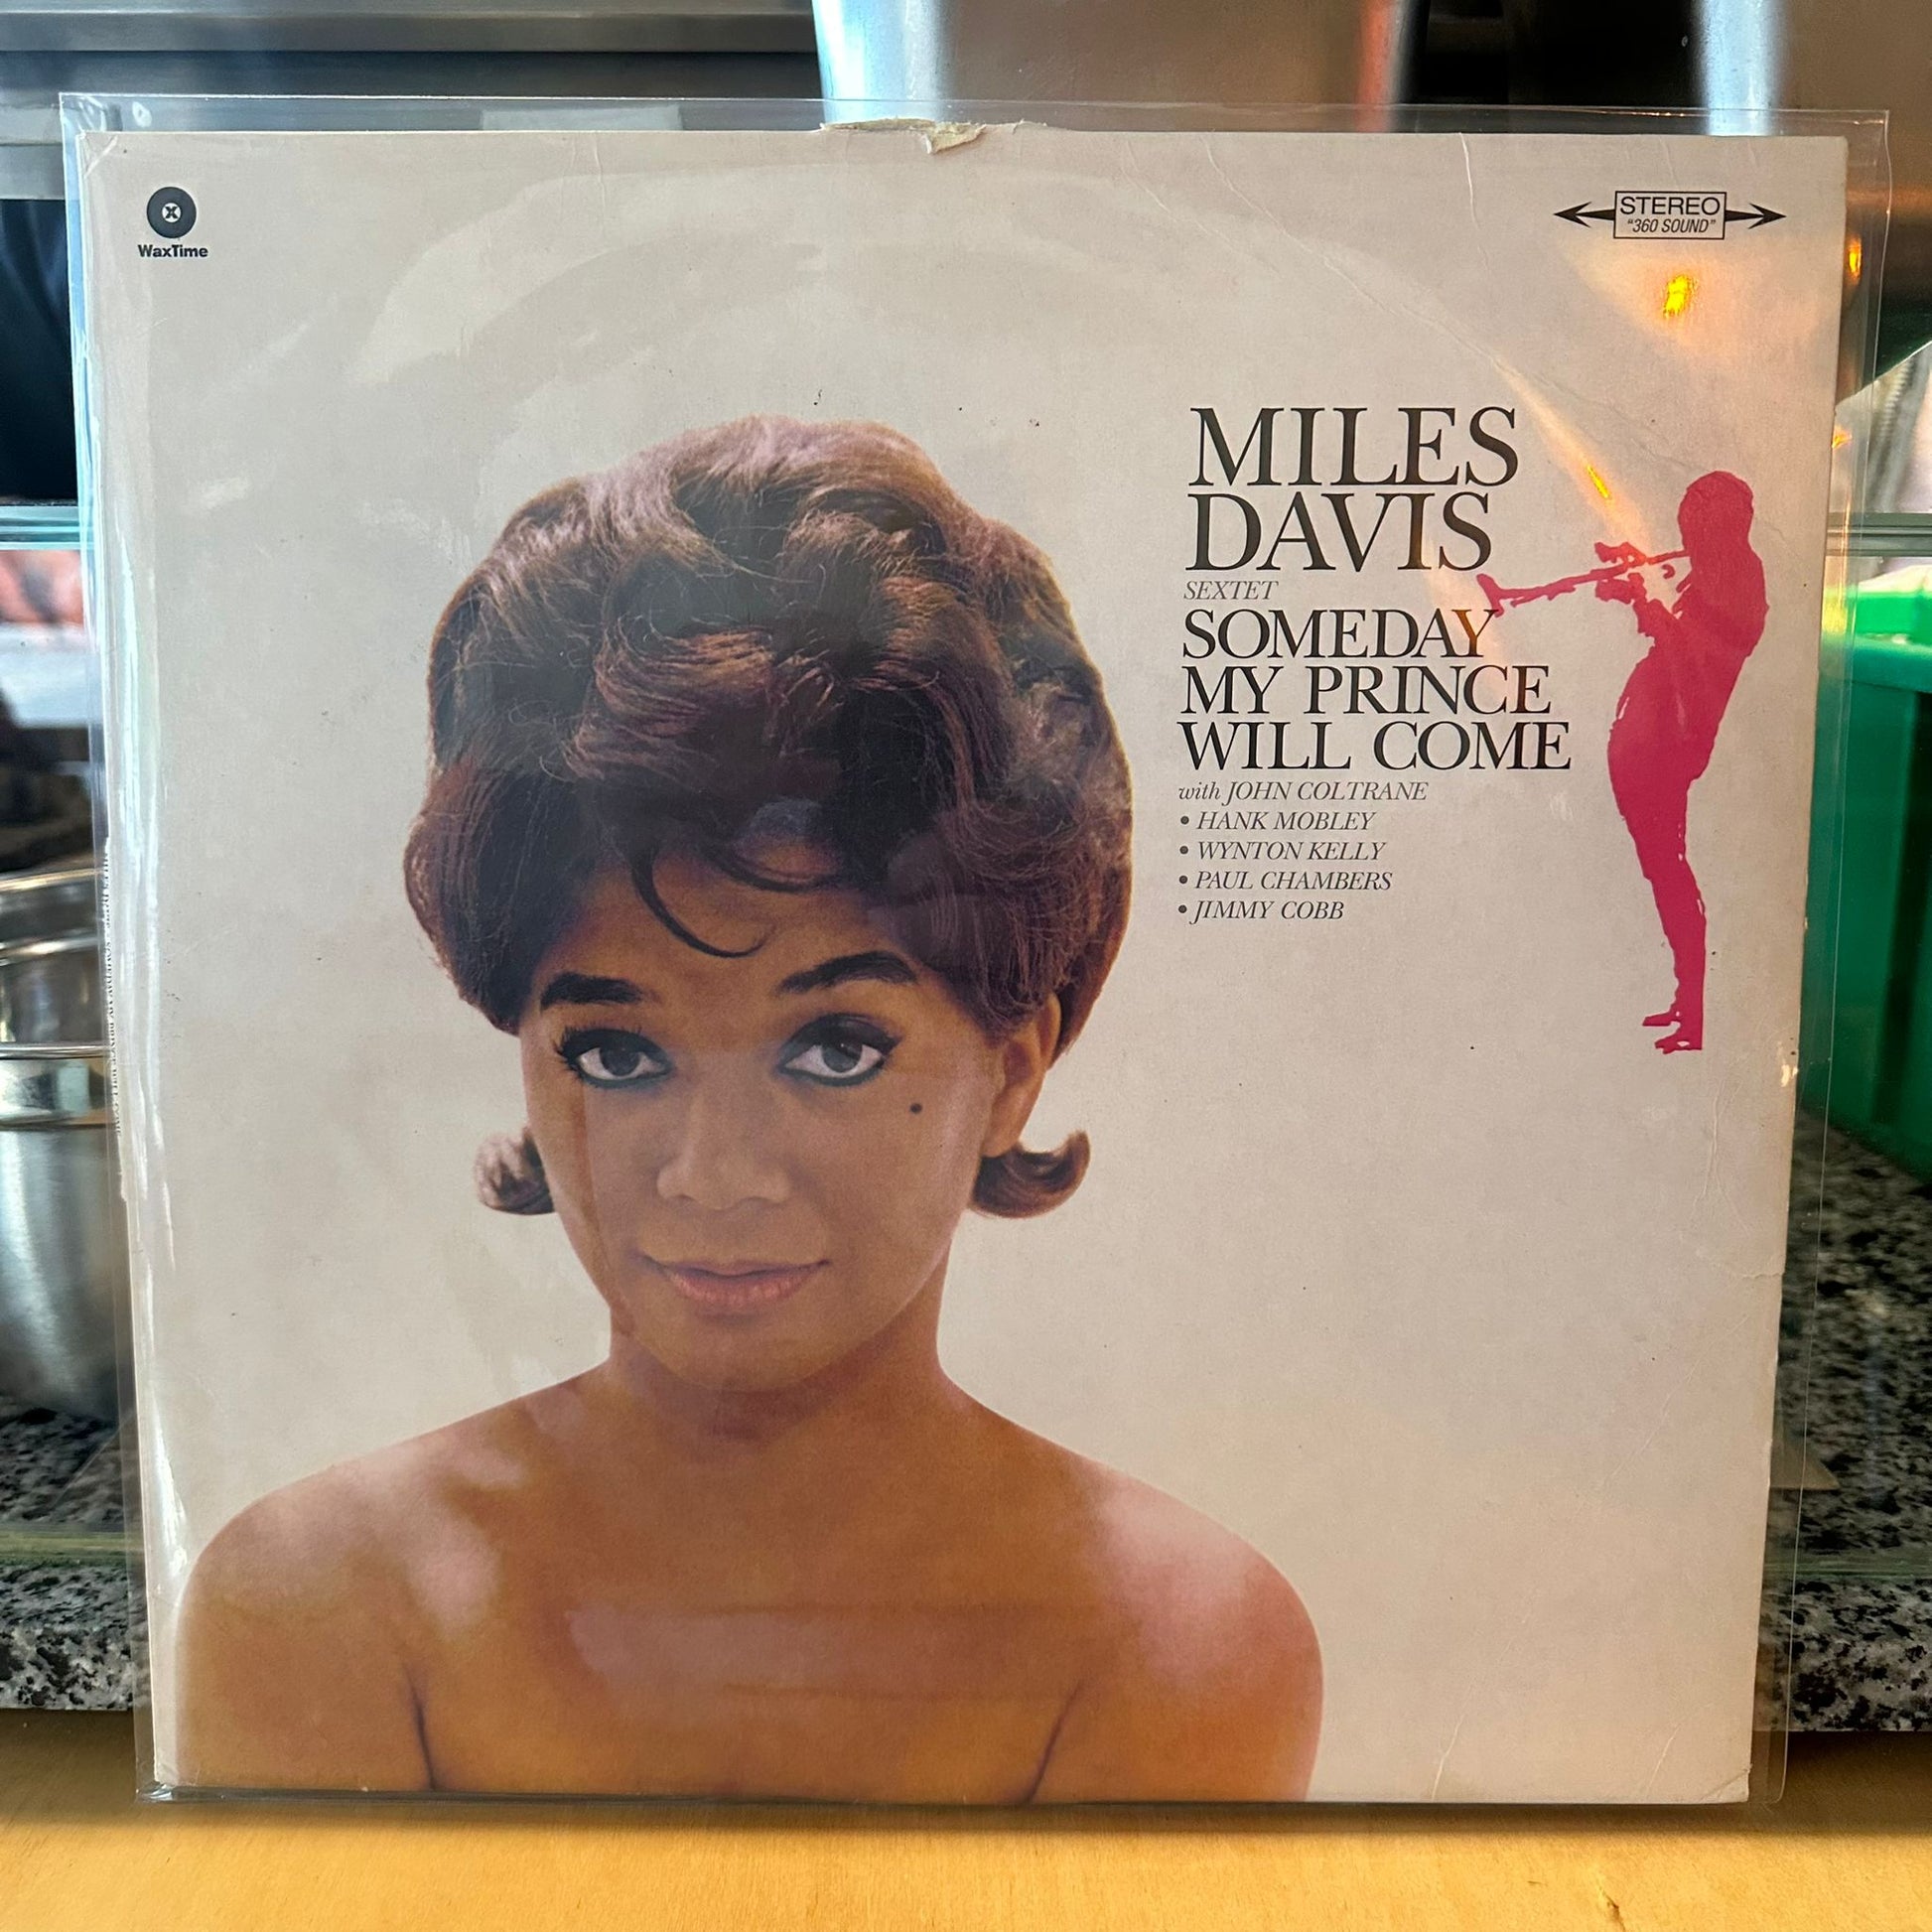 WaxTime
STEREO
"360 SOUND"
MILES
DAVIS
SEXTET
SOMEDAY
MY PRINCE
WILL COME
with JOHN COLTRANE
• HANK MOBLEY
• WYNTON KELLY
• PAUL CHAMBERS
• JIMMY COBB